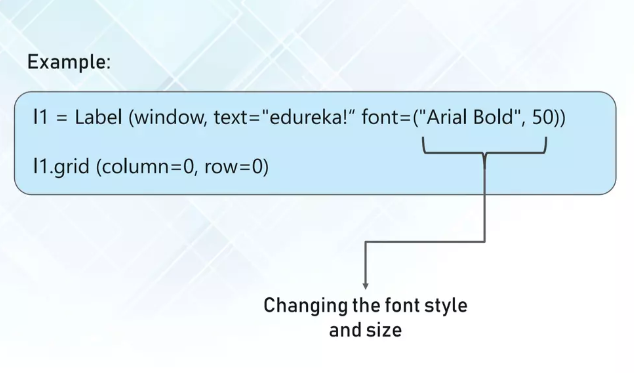 Example:
l1 = Label (window, text="edureka!“ font=("Arial Bold", 50))
l1.grid (column=0, row=0)
Changing the font style
and size